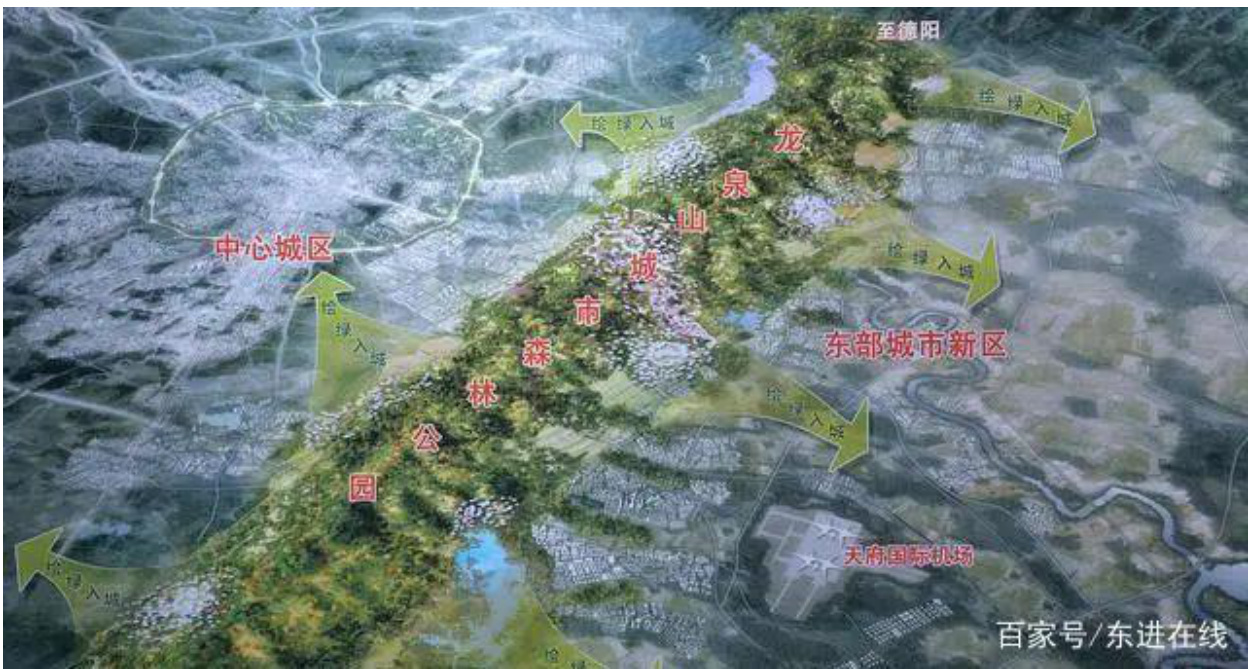 至德阳
绘绿入城
绘绿入城
龙泉山城市森林公园
中心城区
绘绿入城
绘绿入城
东部城市新区
绘绿入城
天府国际机场
绘绿入城
绘绿
百家号/东进在线